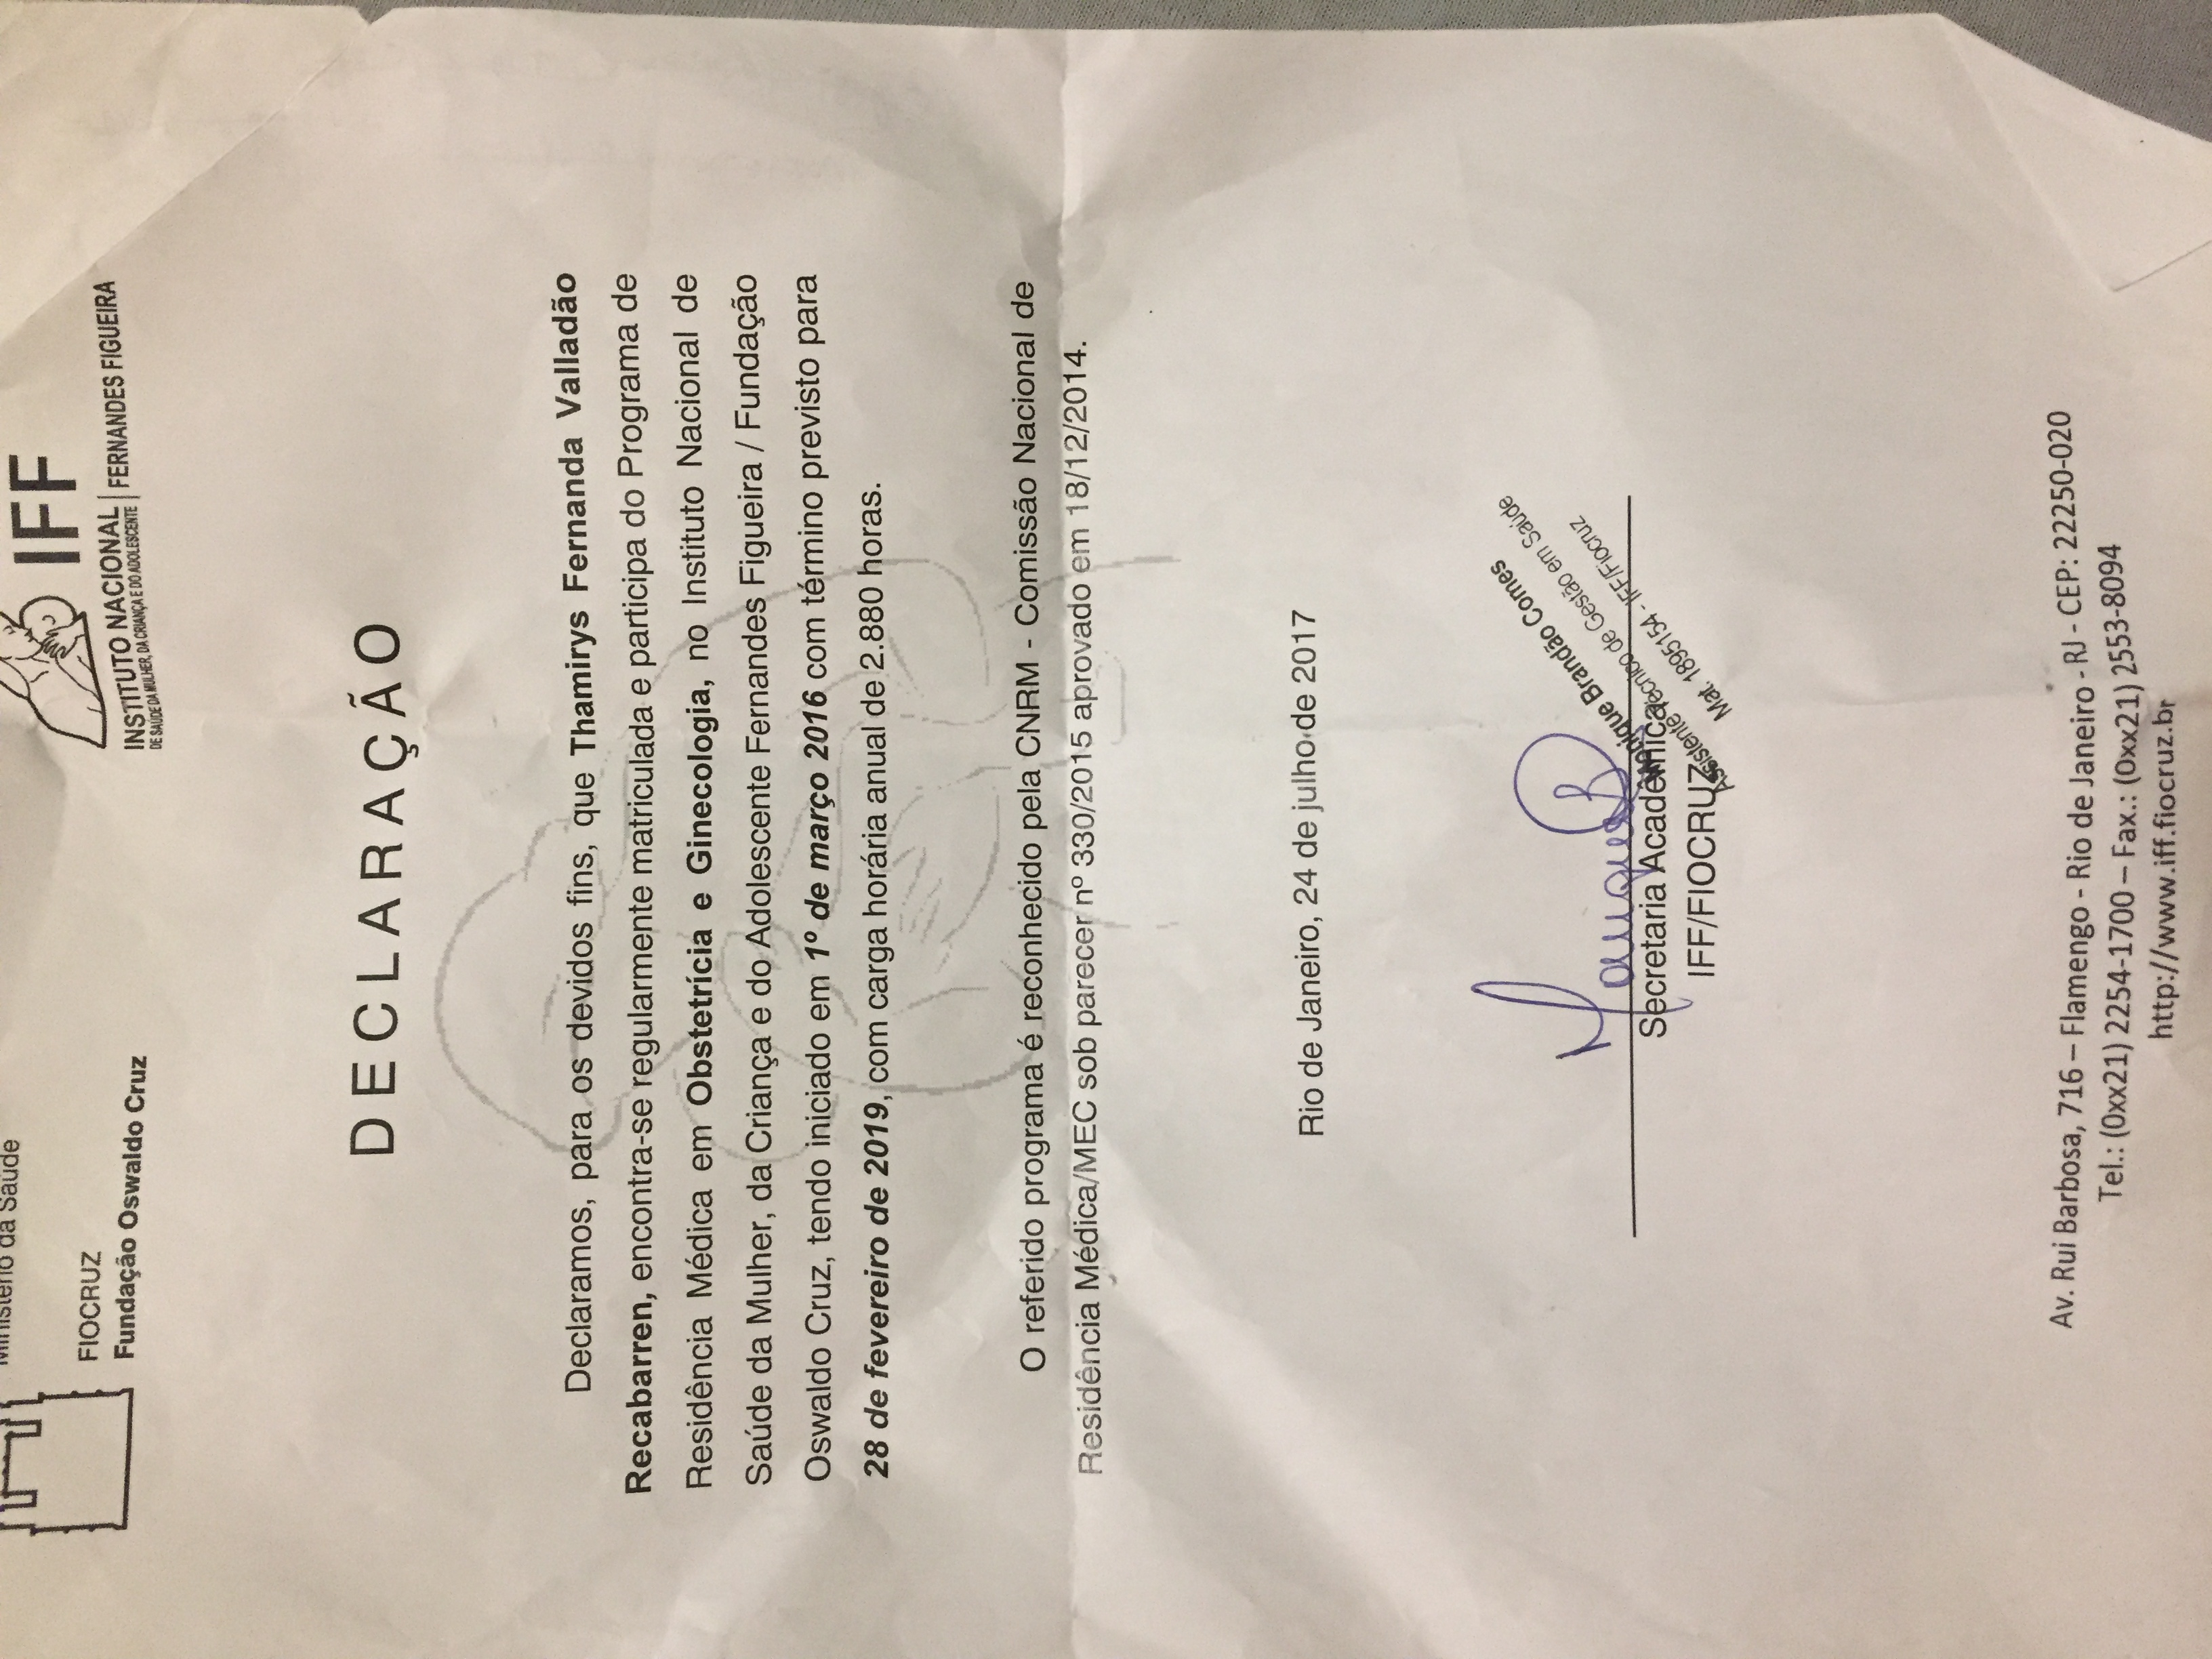 Ministério da Saúde
FIOCRUZ
Fundação Oswaldo Cruz
IFF
INSTITUTO NACIONAL | FERNANDES FIGUEIRA
DE SAÚDE DA MULHER, DA CRIANÇA E DO ADOLESCENTE
DECLARAÇÃO
Declaramos, para os devidos fins, que Thamirys Fernanda Valladão
Recabarren, encontra-se regularmente matriculada e participa do Programa de
Residência Médica em Obstetrícia e Ginecologia, no Instituto Nacional de
Saúde da Mulher, da Criança e do Adolescente Fernandes Figueira / Fundação
Oswaldo Cruz, tendo iniciado em 1º de março 2016 com término previsto para
28 de fevereiro de 2019, com carga horária anual de 2.880 horas.
O referido programa é reconhecido pela CNRM - Comissão Nacional de
Residência Médica/MEC sob parecer nº 330/2015 aprovado em 18/12/2014.
Rio de Janeiro, 24 de julho de 2017
Monique Brandão Gomes
Assistente Técnico de Gestão em Saúde
Mat. 1895154 - IFF/Fiocruz
Secretaria Acadêmica
IFF/FIOCRUZ
Av. Rui Barbosa, 716 – Flamengo - Rio de Janeiro - RJ - CEP: 22250-020
Tel.: (0xx21) 2254-1700 – Fax.: (0xx21) 2553-8094
http://www.iff.fiocruz.br